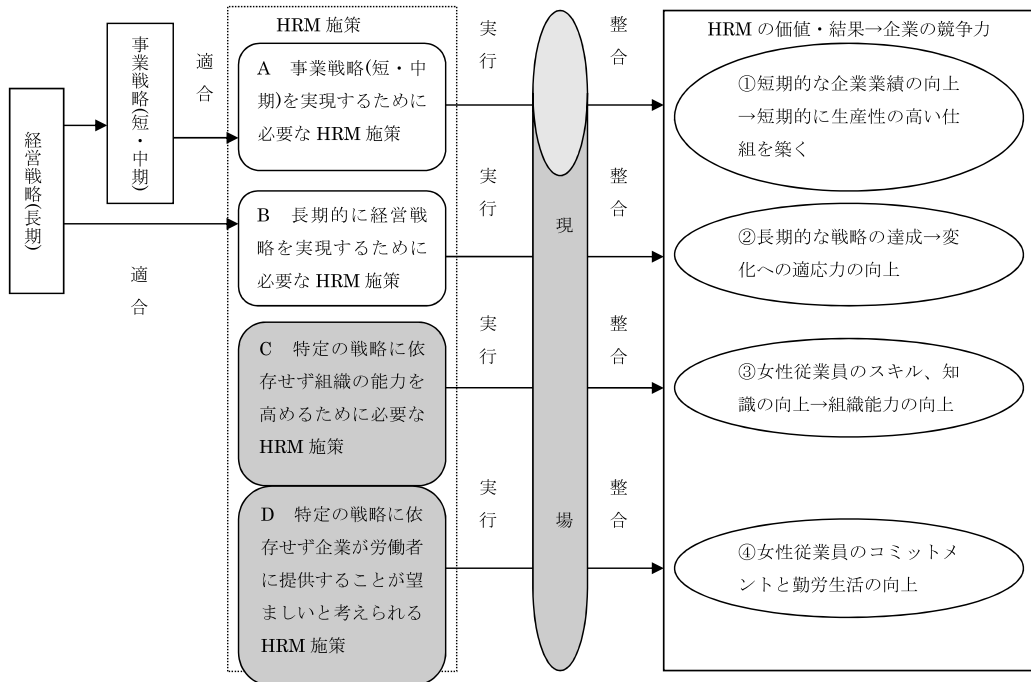 経営戦略(長期)
事業戦略(短・中期)
適合
適合
HRM 施策
A 事業戦略(短・中
期)を実現するために
必要な HRM 施策
B 長期的に経営戦
略を実現するために
必要な HRM 施策
C 特定の戦略に依
存せず組織の能力を
高めるために必要な
HRM 施策
D 特定の戦略に依
存せず企業が労働者
に提供することが望
ましいと考えられる
HRM 施策
実行
実行
実行
実行
現場
整合
整合
整合
整合
HRM の価値・結果→企業の競争力
①短期的な企業業績の向上
→短期的に生産性の高い仕
組を築く
②長期的な戦略の達成→変
化への適応力の向上
③女性従業員のスキル、知
識の向上→組織能力の向上
④女性従業員のコミットメ
ントと勤労生活の向上